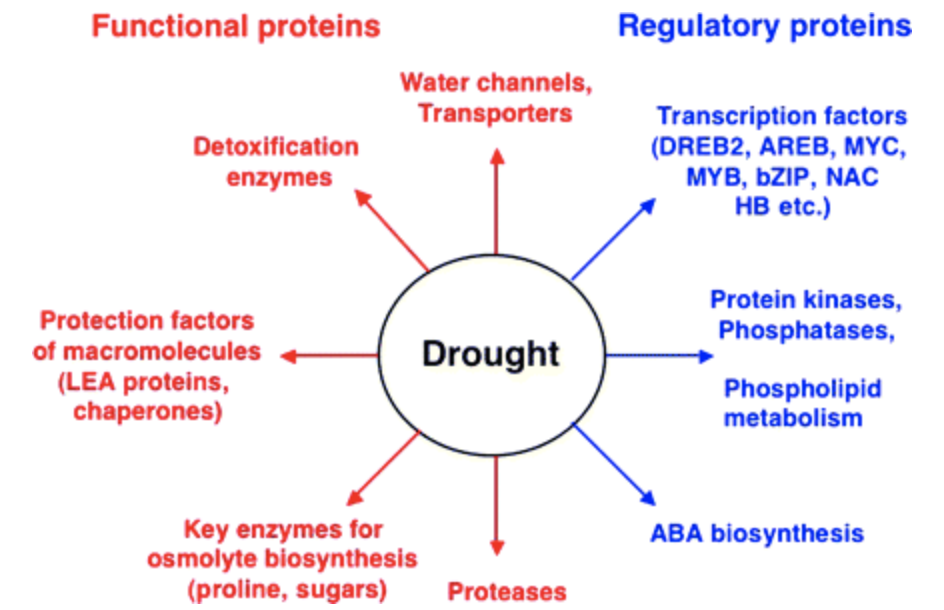 Functional proteins
Regulatory proteins
Water channels,
Transporters
Detoxification
enzymes
Transcription factors
(DREB2, AREB, MYC,
MYB, bZIP, NAC
HB etc.)
Protection factors
of macromolecules
(LEA proteins,
chaperones)
Drought
Protein kinases,
Phosphatases,
Phospholipid
metabolism
Key enzymes for
osmolyte biosynthesis
(proline, sugars)
Proteases
ABA biosynthesis